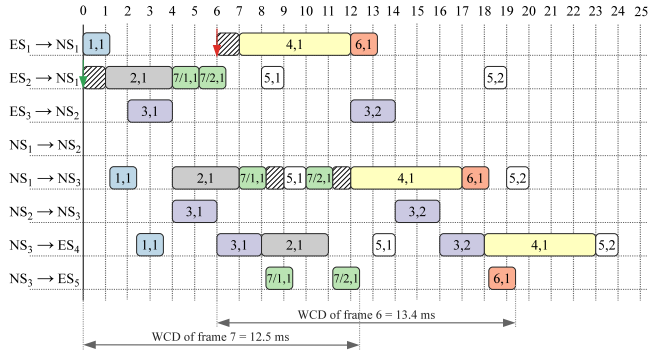 0 1 2 3 4 5 6 7 8 9 10 11 12 13 14 15 16 17 18 19 20 21 22 23 24 25
ES1 → NS1 1,1 4,1 6,1
ES2 → NS1 2,1 7/1,1 7/2,1 5,1 5,2
ES3 → NS2 3,1 3,2
NS1 → NS2
NS1 → NS3 1,1 2,1 7/1,1 5,1 7/2,1 4,1 6,1 5,2
NS2 → NS3 3,1 3,2
NS3 → ES4 1,1 3,1 2,1 5,1 3,2 4,1 5,2
NS3 → ES5 7/1,1 7/2,1 6,1
WCD of frame 6 = 13.4 ms
WCD of frame 7 = 12.5 ms